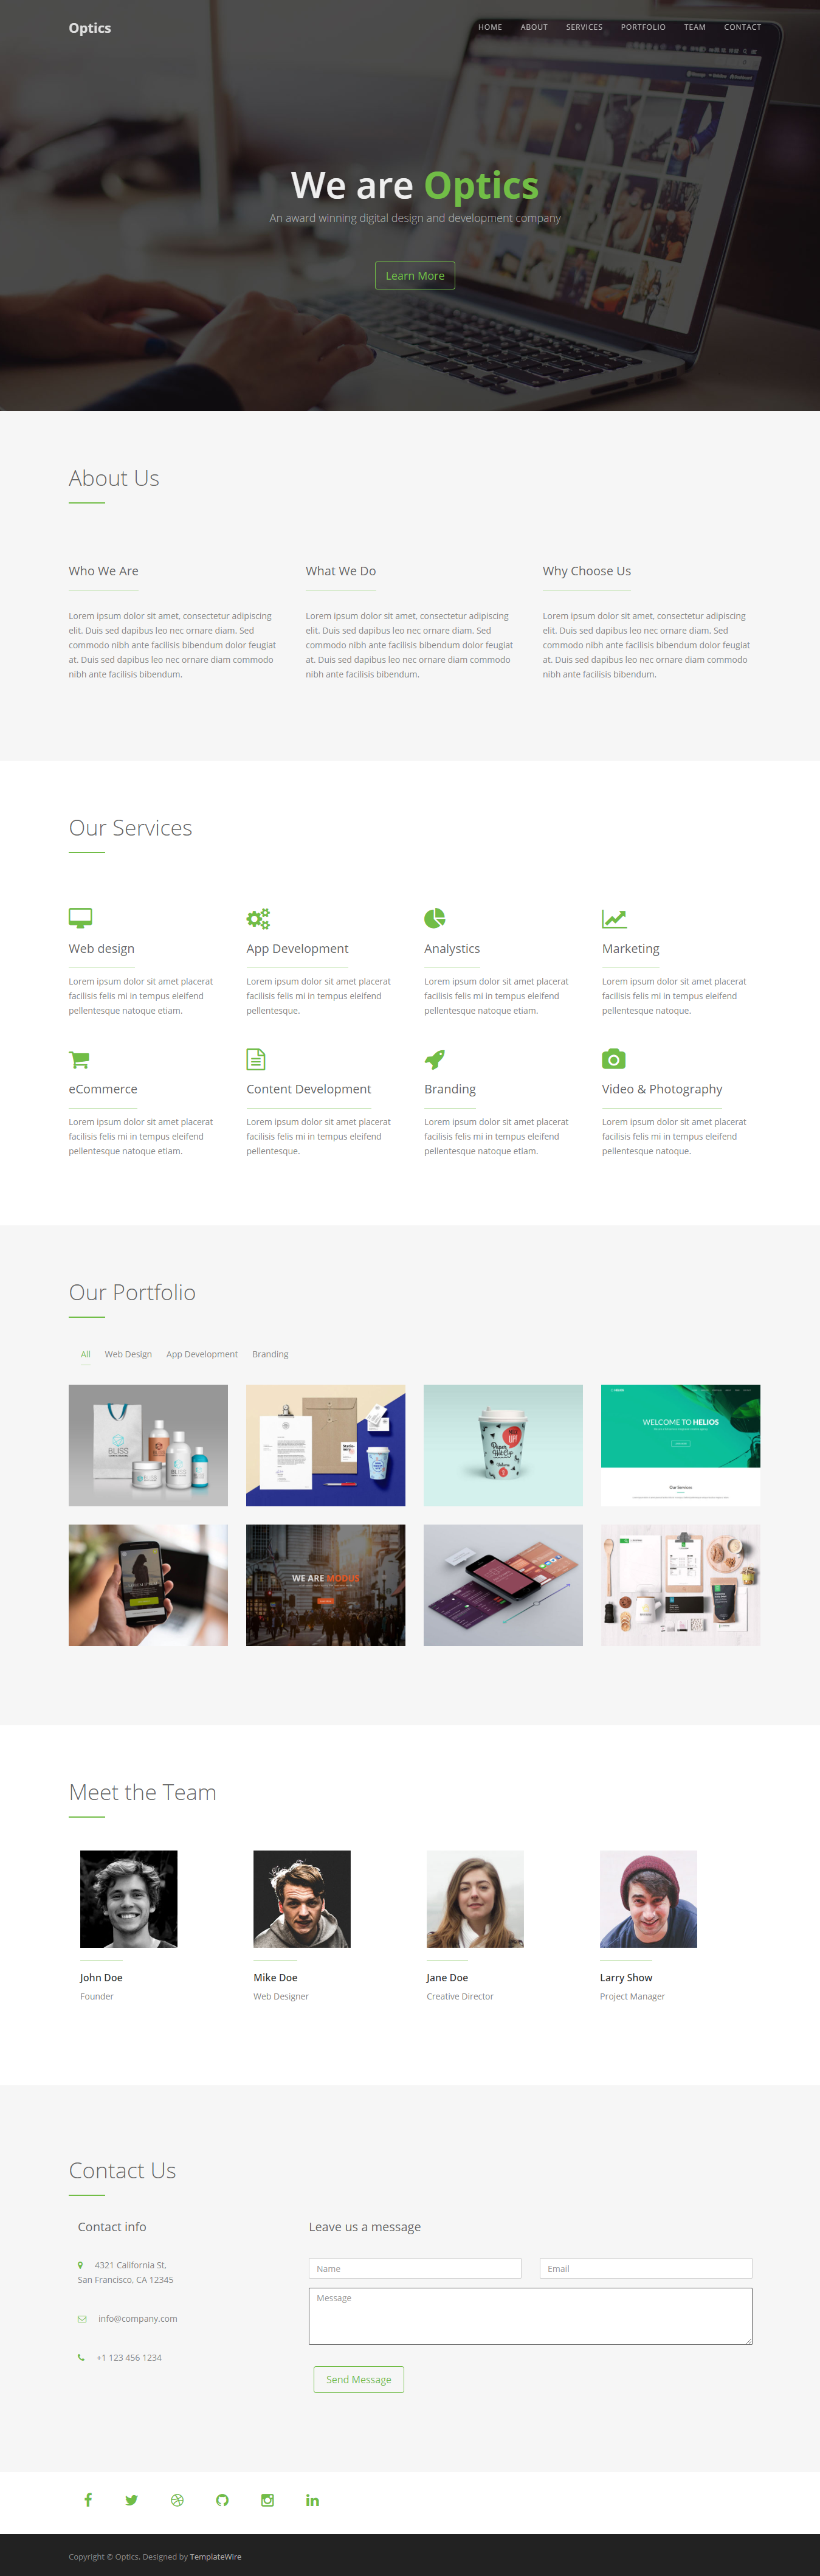 Optics
HOME ABOUT SERVICES PORTFOLIO TEAM CONTACT
We are Optics
An award winning digital design and development company
Learn More
About Us
Who We Are
Lorem ipsum dolor sit amet, consectetur adipiscing
elit. Duis sed dapibus leo nec ornare diam. Sed
commodo nibh ante facilisis bibendum dolor feugiat
at. Duis sed dapibus leo nec ornare diam commodo
nibh ante facilisis bibendum.
What We Do
Lorem ipsum dolor sit amet, consectetur adipiscing
elit. Duis sed dapibus leo nec ornare diam. Sed
commodo nibh ante facilisis bibendum dolor feugiat
at. Duis sed dapibus leo nec ornare diam commodo
nibh ante facilisis bibendum.
Why Choose Us
Lorem ipsum dolor sit amet, consectetur adipiscing
elit. Duis sed dapibus leo nec ornare diam. Sed
commodo nibh ante facilisis bibendum dolor feugiat
at. Duis sed dapibus leo nec ornare diam commodo
nibh ante facilisis bibendum.
Our Services
Web design
Lorem ipsum dolor sit amet placerat
facilisis felis mi in tempus eleifend
pellentesque natoque etiam.
App Development
Lorem ipsum dolor sit amet placerat
facilisis felis mi in tempus eleifend
pellentesque.
Analystics
Lorem ipsum dolor sit amet placerat
facilisis felis mi in tempus eleifend
pellentesque natoque etiam.
Marketing
Lorem ipsum dolor sit amet placerat
facilisis felis mi in tempus eleifend
pellentesque natoque.
eCommerce
Lorem ipsum dolor sit amet placerat
facilisis felis mi in tempus eleifend
pellentesque natoque etiam.
Content Development
Lorem ipsum dolor sit amet placerat
facilisis felis mi in tempus eleifend
pellentesque.
Branding
Lorem ipsum dolor sit amet placerat
facilisis felis mi in tempus eleifend
pellentesque natoque etiam.
Video & Photography
Lorem ipsum dolor sit amet placerat
facilisis felis mi in tempus eleifend
pellentesque natoque.
Our Portfolio
All Web Design App Development Branding
BLISS
BLISS
Paper
Hot Cup
WELCOME TO HELIOS
Our Services
WE ARE MODUS
Meet the Team
John Doe
Founder
Mike Doe
Web Designer
Jane Doe
Creative Director
Larry Show
Project Manager
Contact Us
Contact info
4321 California St,
San Francisco, CA 12345
info@company.com
+1 123 456 1234
Leave us a message
Name
Email
Message
Send Message
Copyright © Optics. Designed by TemplateWire